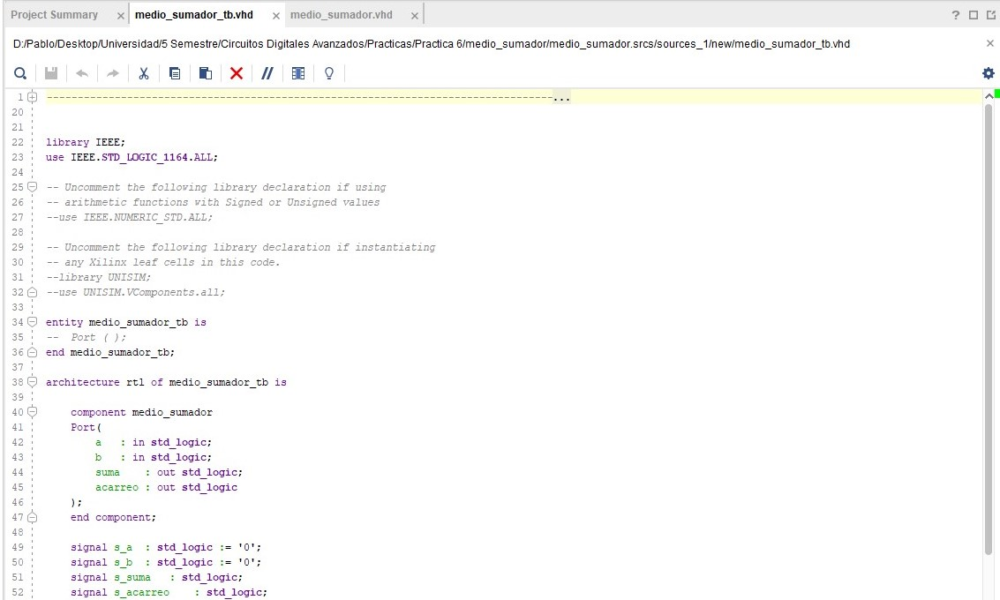 Project Summary × medio_sumador_tb.vhd × medio_sumador.vhd × ?
D:/Pablo/Desktop/Universidad/5 Semestre/Circuitos Digitales Avanzados/Practicas/Practica 6/medio_sumador/medio_sumador.srcs/sources_1/new/medio_sumador_tb.vhd ×
1 ----------------------------------------------------------------------------------...
20
21
22 library IEEE;
23 use IEEE.STD_LOGIC_1164.ALL;
24
25 -- Uncomment the following library declaration if using
26 -- arithmetic functions with Signed or Unsigned values
27 --use IEEE.NUMERIC_STD.ALL;
28
29 -- Uncomment the following library declaration if instantiating
30 -- any Xilinx leaf cells in this code.
31 --library UNISIM;
32 --use UNISIM.VComponents.all;
33
34 entity medio_sumador_tb is
35 --  Port ( );
36 end medio_sumador_tb;
37
38 architecture rtl of medio_sumador_tb is
39
40     component medio_sumador
41     Port(
42         a   : in std_logic;
43         b   : in std_logic;
44         suma    : out std_logic;
45         acarreo : out std_logic
46     );
47     end component;
48
49     signal s_a  : std_logic := '0';
50     signal s_b  : std_logic := '0';
51     signal s_suma   : std_logic;
52     signal s_acarreo    : std_logic;